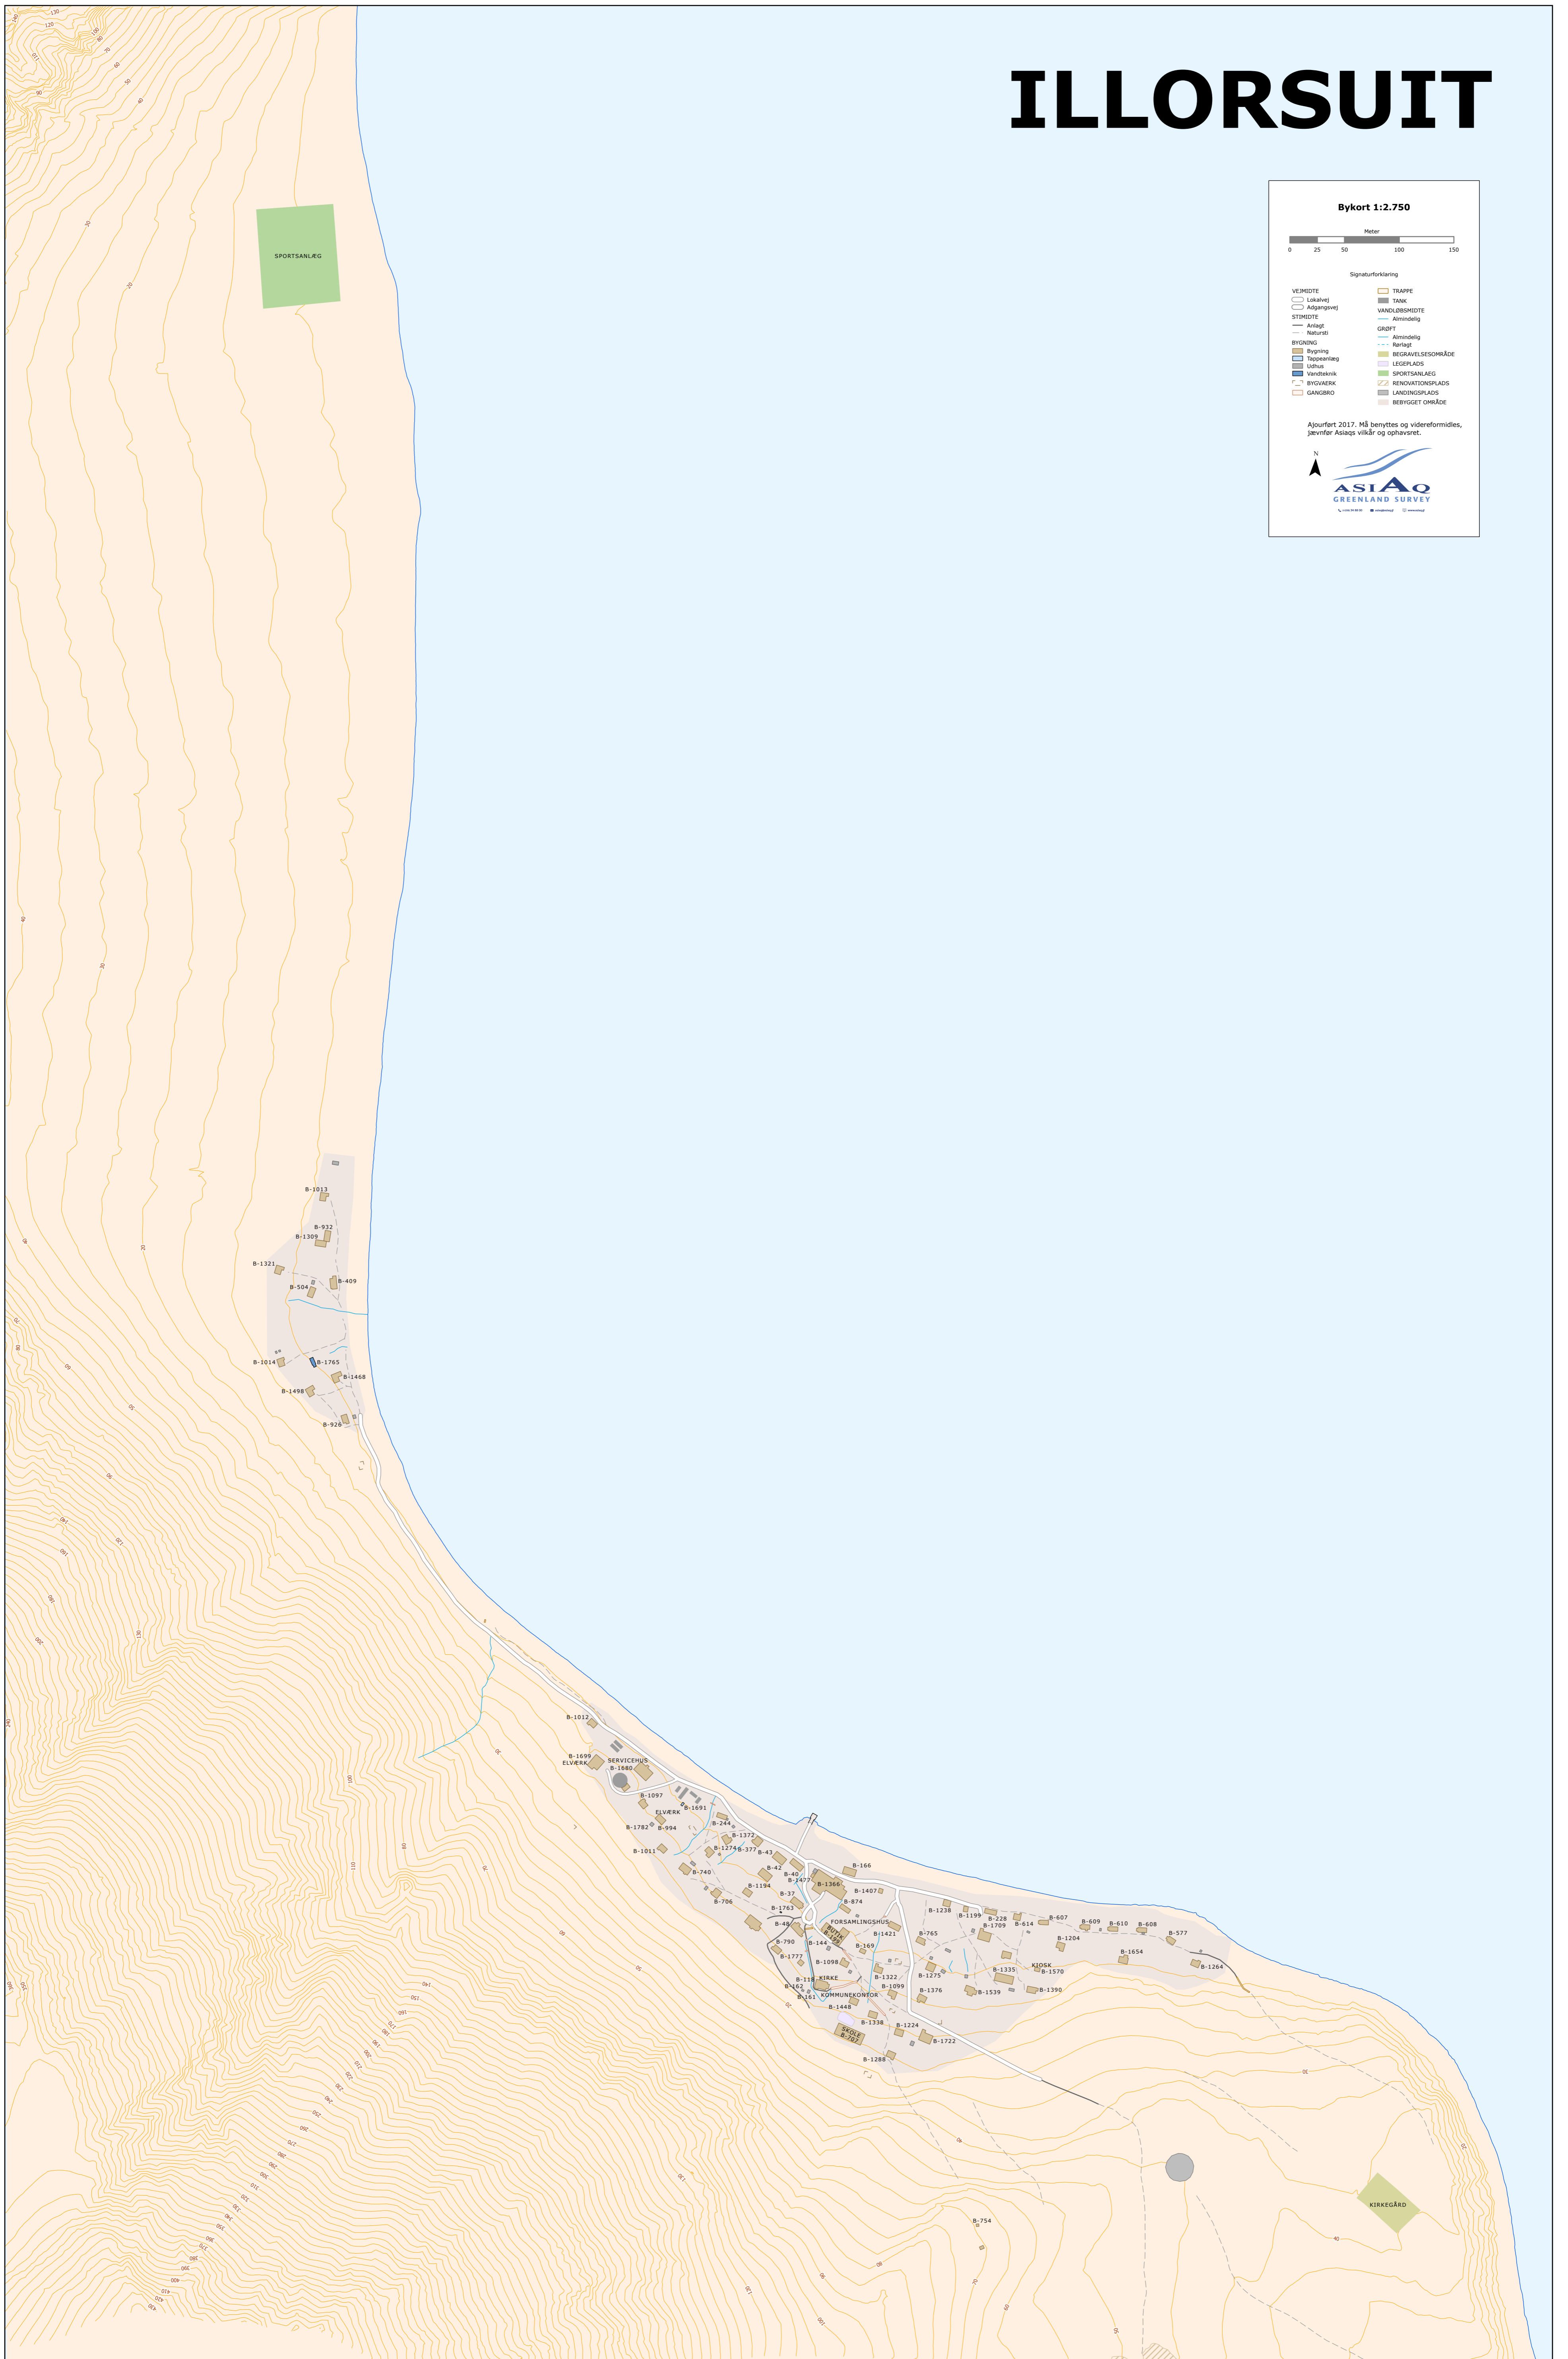 ILLORSUIT
Bykort 1:2.750
Meter
0 25 50 100 150
Signaturforklaring
VEJMIDTE
Lokalvej
Adgangsvej
STIMIDTE
Anlagt
Natursti
BYGNING
Bygning
Tappeanlæg
Udhus
Vandteknik
BYGVAERK
GANGBRO
TRAPPE
TANK
VANDLØBSMIDTE
Almindelig
GRØFT
Almindelig
Rørlagt
BEGRAVELSESOMRÅDE
LEGEPLADS
SPORTSANLAEG
RENOVATIONSPLADS
LANDINGSPLADS
BEBYGGET OMRÅDE
Ajourført 2017. Må benyttes og videreformidles,
jævnfør Asiaqs vilkår og ophavsret.
N
ASIAQ
GREENLAND SURVEY
SPORTSANLÆG
B-1013
B-932
B-1309
B-1321
B-409
B-504
B-1014
B-1765
B-1468
B-1498
B-926
B-1012
B-1699
ELVÆRK
SERVICEHUS
B-1680
B-1097
B-1691
ELVÆRK
B-1782
B-994
B-244
B-1372
B-1011
B-1274
B-377
B-43
B-740
B-42
B-40
B-1477
B-166
B-1366
B-1194
B-1407
B-706
B-37
B-874
B-1763
B-48
FORSAMLINGSHUS
BUTIK
B-1421
B-1238
B-1199
B-228
B-1709
B-614
B-607
B-609
B-610
B-608
B-577
B-790
B-144
B-169
B-765
B-1204
B-1777
B-1098
B-1654
B-1264
B-118
KIRKE
B-1322
B-1275
B-1335
KIOSK
B-1570
B-162
B-161
KOMMUNEKONTOR
B-1099
B-1376
B-1539
B-1390
B-1448
B-1338
SKOLE
B-767
B-1224
B-1722
B-1288
B-754
KIRKEGÅRD